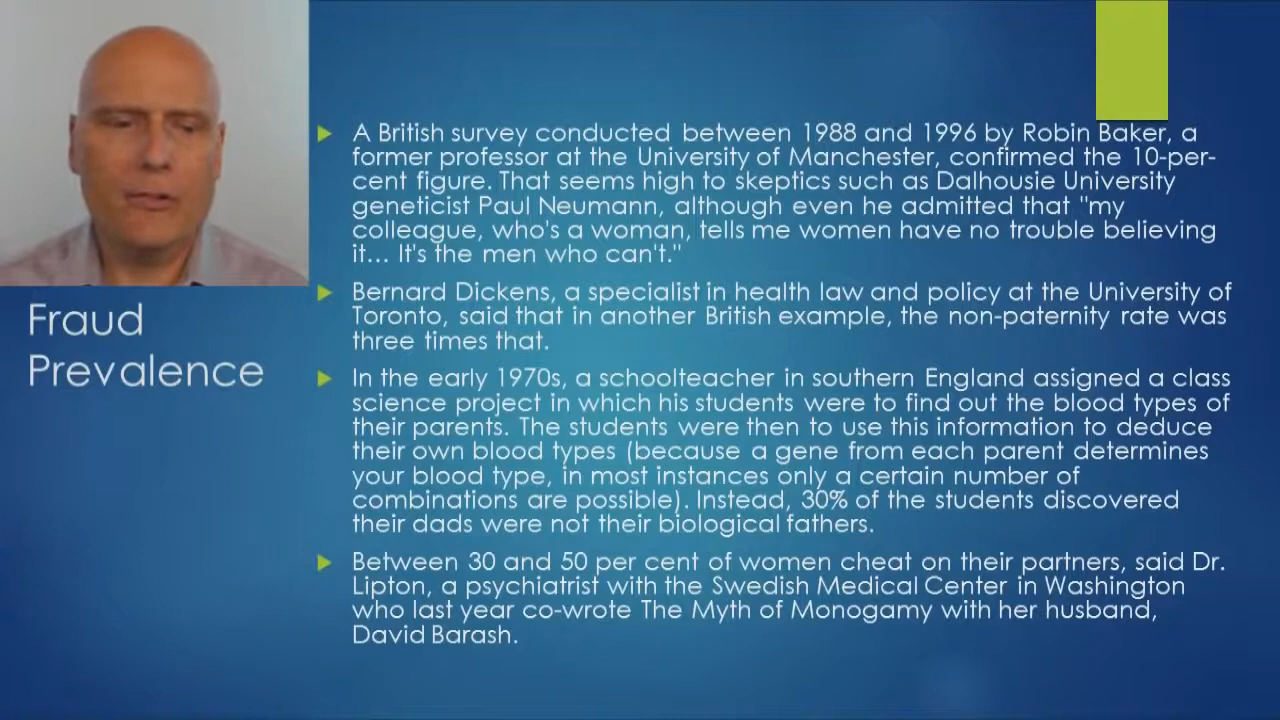 A British survey conducted between 1988 and 1996 by Robin Baker, a
former professor at the University of Manchester, confirmed the 10-per-
cent figure. That seems high to skeptics such as Dalhousie University
geneticist Paul Neumann, although even he admitted that "my
colleague, who's a woman, tells me women have no trouble believing
it... It's the men who can't."
Bernard Dickens, a specialist in health law and policy at the University of
Toronto, said that in another British example, the non-paternity rate was
three times that.
Fraud
Prevalence
In the early 1970s, a schoolteacher in southern England assigned a class
science project in which his students were to find out the blood types of
their parents. The students were then to use this information to deduce
their own blood types (because a gene from each parent determines
your blood type, in most instances only a certain number of
combinations are possible). Instead, 30% of the students discovered
their dads were not their biological fathers.
Between 30 and 50 per cent of women cheat on their partners, said Dr.
Lipton, a psychiatrist with the Swedish Medical Center in Washington
who last year co-wrote The Myth of Monogamy with her husband,
David Barash.